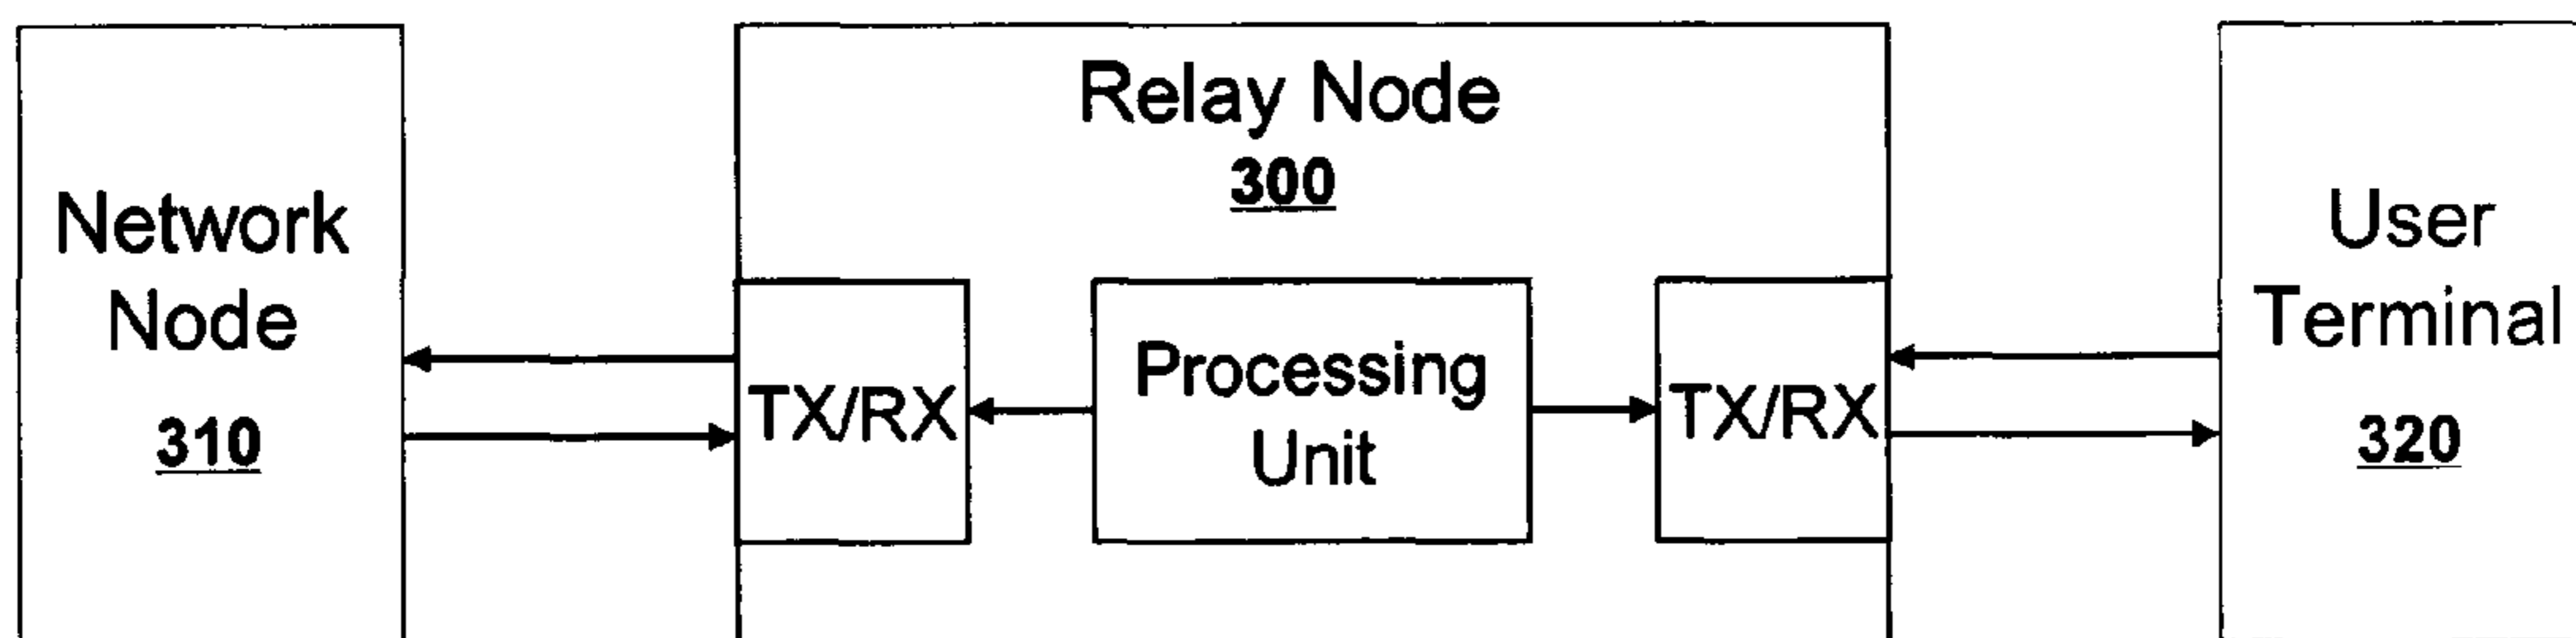 Network
Node
310
Relay Node
300
TX/RX
Processing
Unit
TX/RX
User
Terminal
320